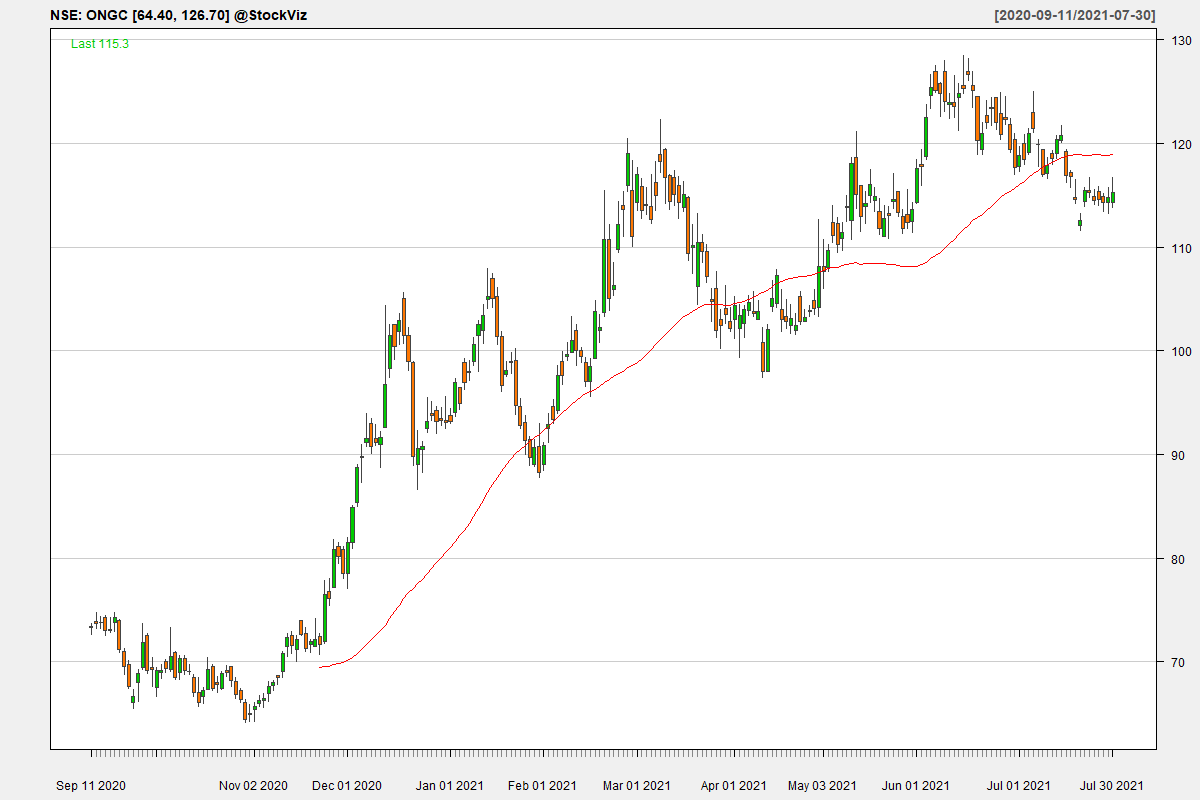 NSE: ONGC [64.40, 126.70] @StockViz
[2020-09-11/2021-07-30]
Last 115.3
130
120
110
100
90
80
70
Sep 11 2020
Nov 02 2020
Dec 01 2020
Jan 01 2021
Feb 01 2021
Mar 01 2021
Apr 01 2021
May 03 2021
Jun 01 2021
Jul 01 2021
Jul 30 2021